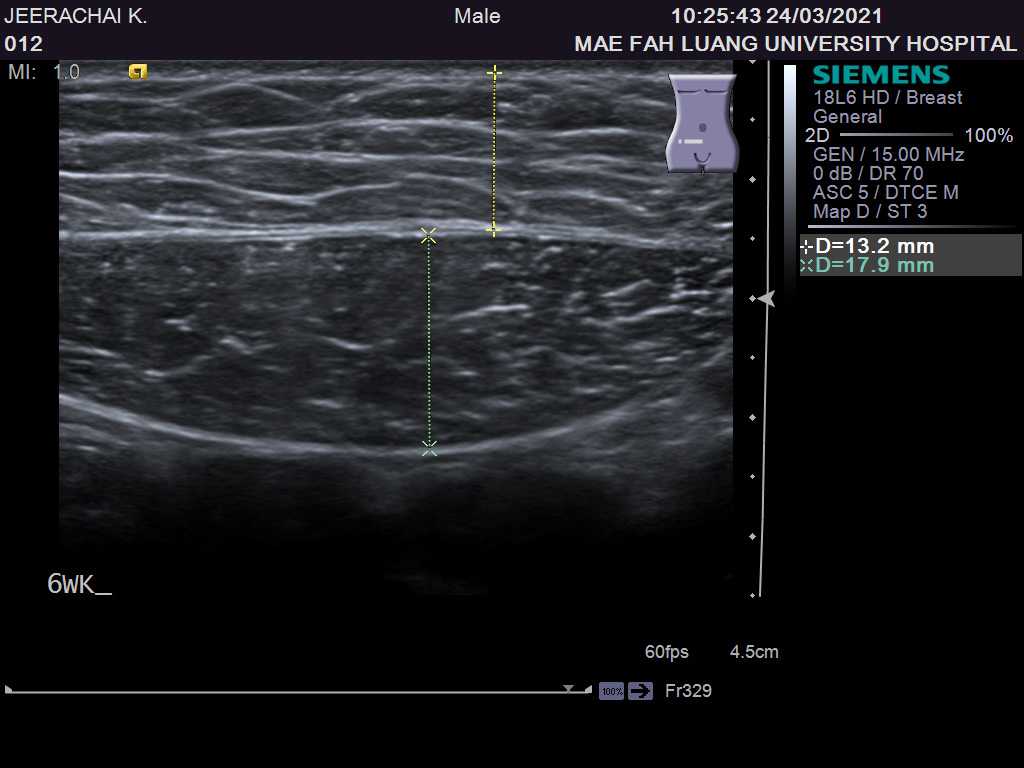 JEERACHAI K. Male 10:25:43 24/03/2021
012 MAE FAH LUANG UNIVERSITY HOSPITAL
MI: 1.0
SIEMENS
18L6 HD / Breast
General
2D 100%
GEN / 15.00 MHz
0 dB / DR 70
ASC 5 / DTCE M
Map D / ST 3
D=13.2 mm
D=17.9 mm
6WK_
60fps 4.5cm
100% Fr329